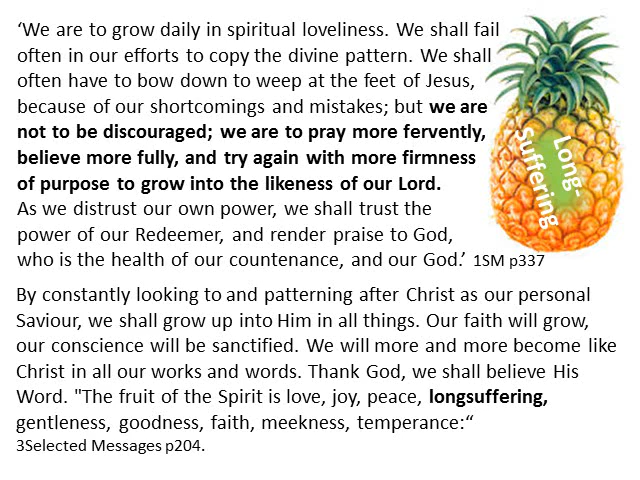 ‘We are to grow daily in spiritual loveliness. We shall fail
often in our efforts to copy the divine pattern. We shall
often have to bow down to weep at the feet of Jesus,
because of our shortcomings and mistakes; but we are
not to be discouraged; we are to pray more fervently,
believe more fully, and try again with more firmness
of purpose to grow into the likeness of our Lord.
As we distrust our own power, we shall trust the
power of our Redeemer, and render praise to God,
who is the health of our countenance, and our God.’ 1SM p337
Long-
Suffering
By constantly looking to and patterning after Christ as our personal
Saviour, we shall grow up into Him in all things. Our faith will grow,
our conscience will be sanctified. We will more and more become like
Christ in all our works and words. Thank God, we shall believe His
Word. "The fruit of the Spirit is love, joy, peace, longsuffering,
gentleness, goodness, faith, meekness, temperance:“
3Selected Messages p204.